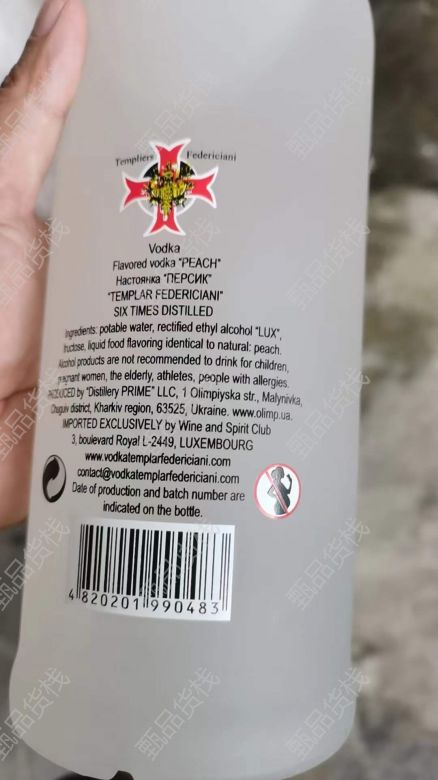 Templiers Federiciani
Vodka
Flavored vodka "PEACH"
Настоянка "ПЕРСИК"
"TEMPLAR FEDERICIANI"
SIX TIMES DISTILLED
Ingredients: potable water, rectified ethyl alcohol "LUX",
fructose, liquid food flavoring identical to natural: peach.
Alcohol products are not recommended to drink for children,
pregnant women, the elderly, athletes, people with allergies.
PRODUCED by "Distillery PRIME" LLC, 1 Olimpiyska str., Malynivka,
Chuguiv district, Kharkiv region, 63525, Ukraine. www.olimp.ua.
IMPORTED EXCLUSIVELY by Wine and Spirit Club
3, boulevard Royal L-2449, LUXEMBOURG
www.vodkatemplarfedericiani.com
contact@vodkatemplarfedericiani.com
Date of production and batch number are
indicated on the bottle.
4 820201 990483
甄品货栈